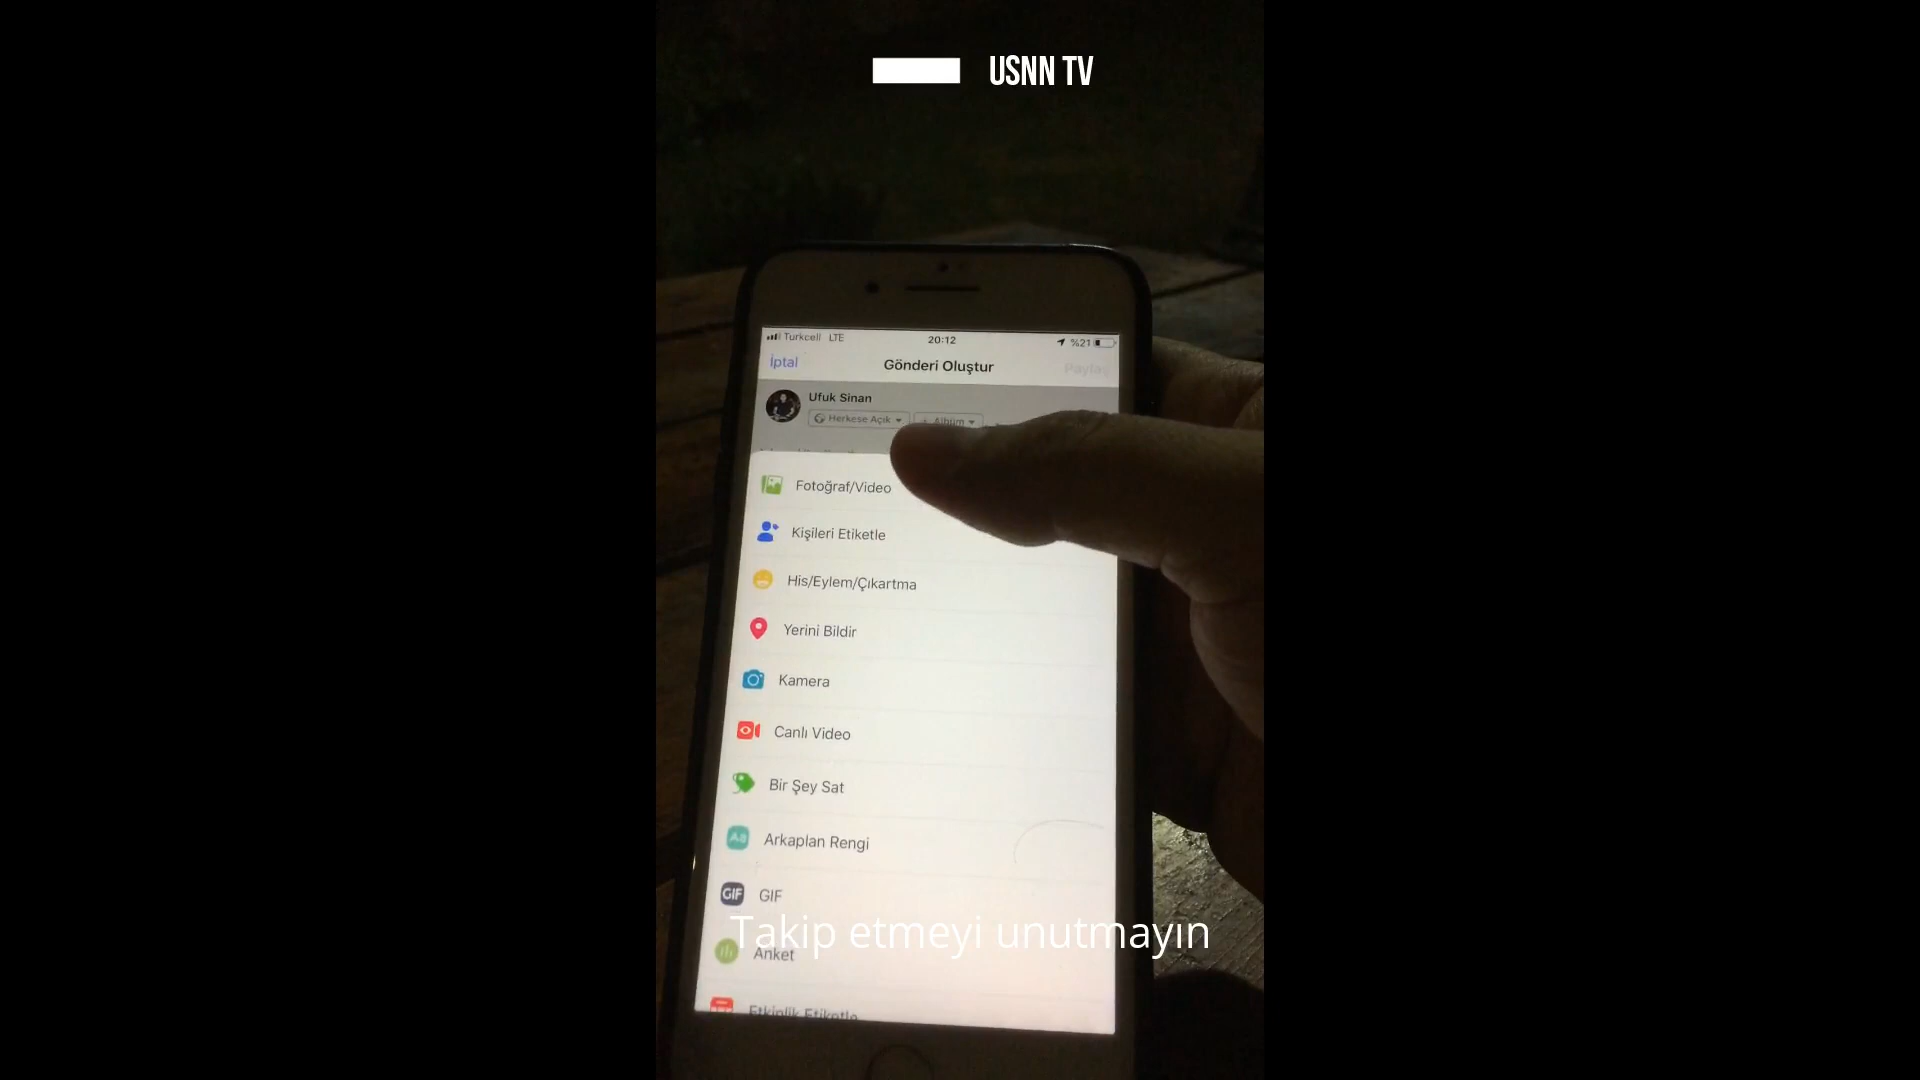 USNN TV
Turkcell LTE 20:12 %21
İptal Gönderi Oluştur Paylaş
Ufuk Sinan
Herkese Açık + Albüm
Fotoğraf/Video
Kişileri Etiketle
His/Eylem/Çıkartma
Yerini Bildir
Kamera
Canlı Video
Bir Şey Sat
Aa Arkaplan Rengi
GIF GIF
Takip etmeyi unutmayın
Anket
Etkinlik Etiketle